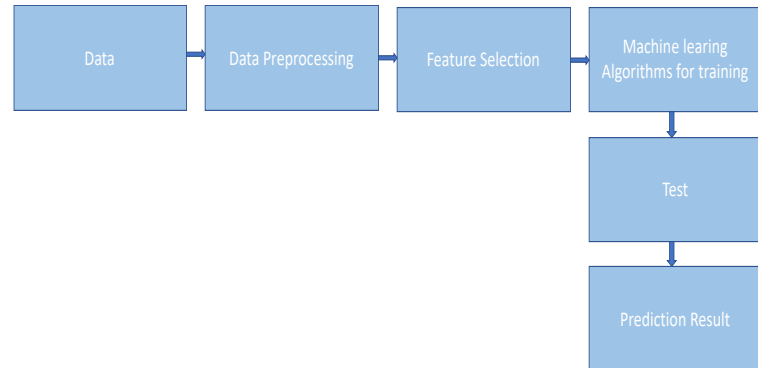 Data
Data Preprocessing
Feature Selection
Machine learing
Algorithms for training
Test
Prediction Result